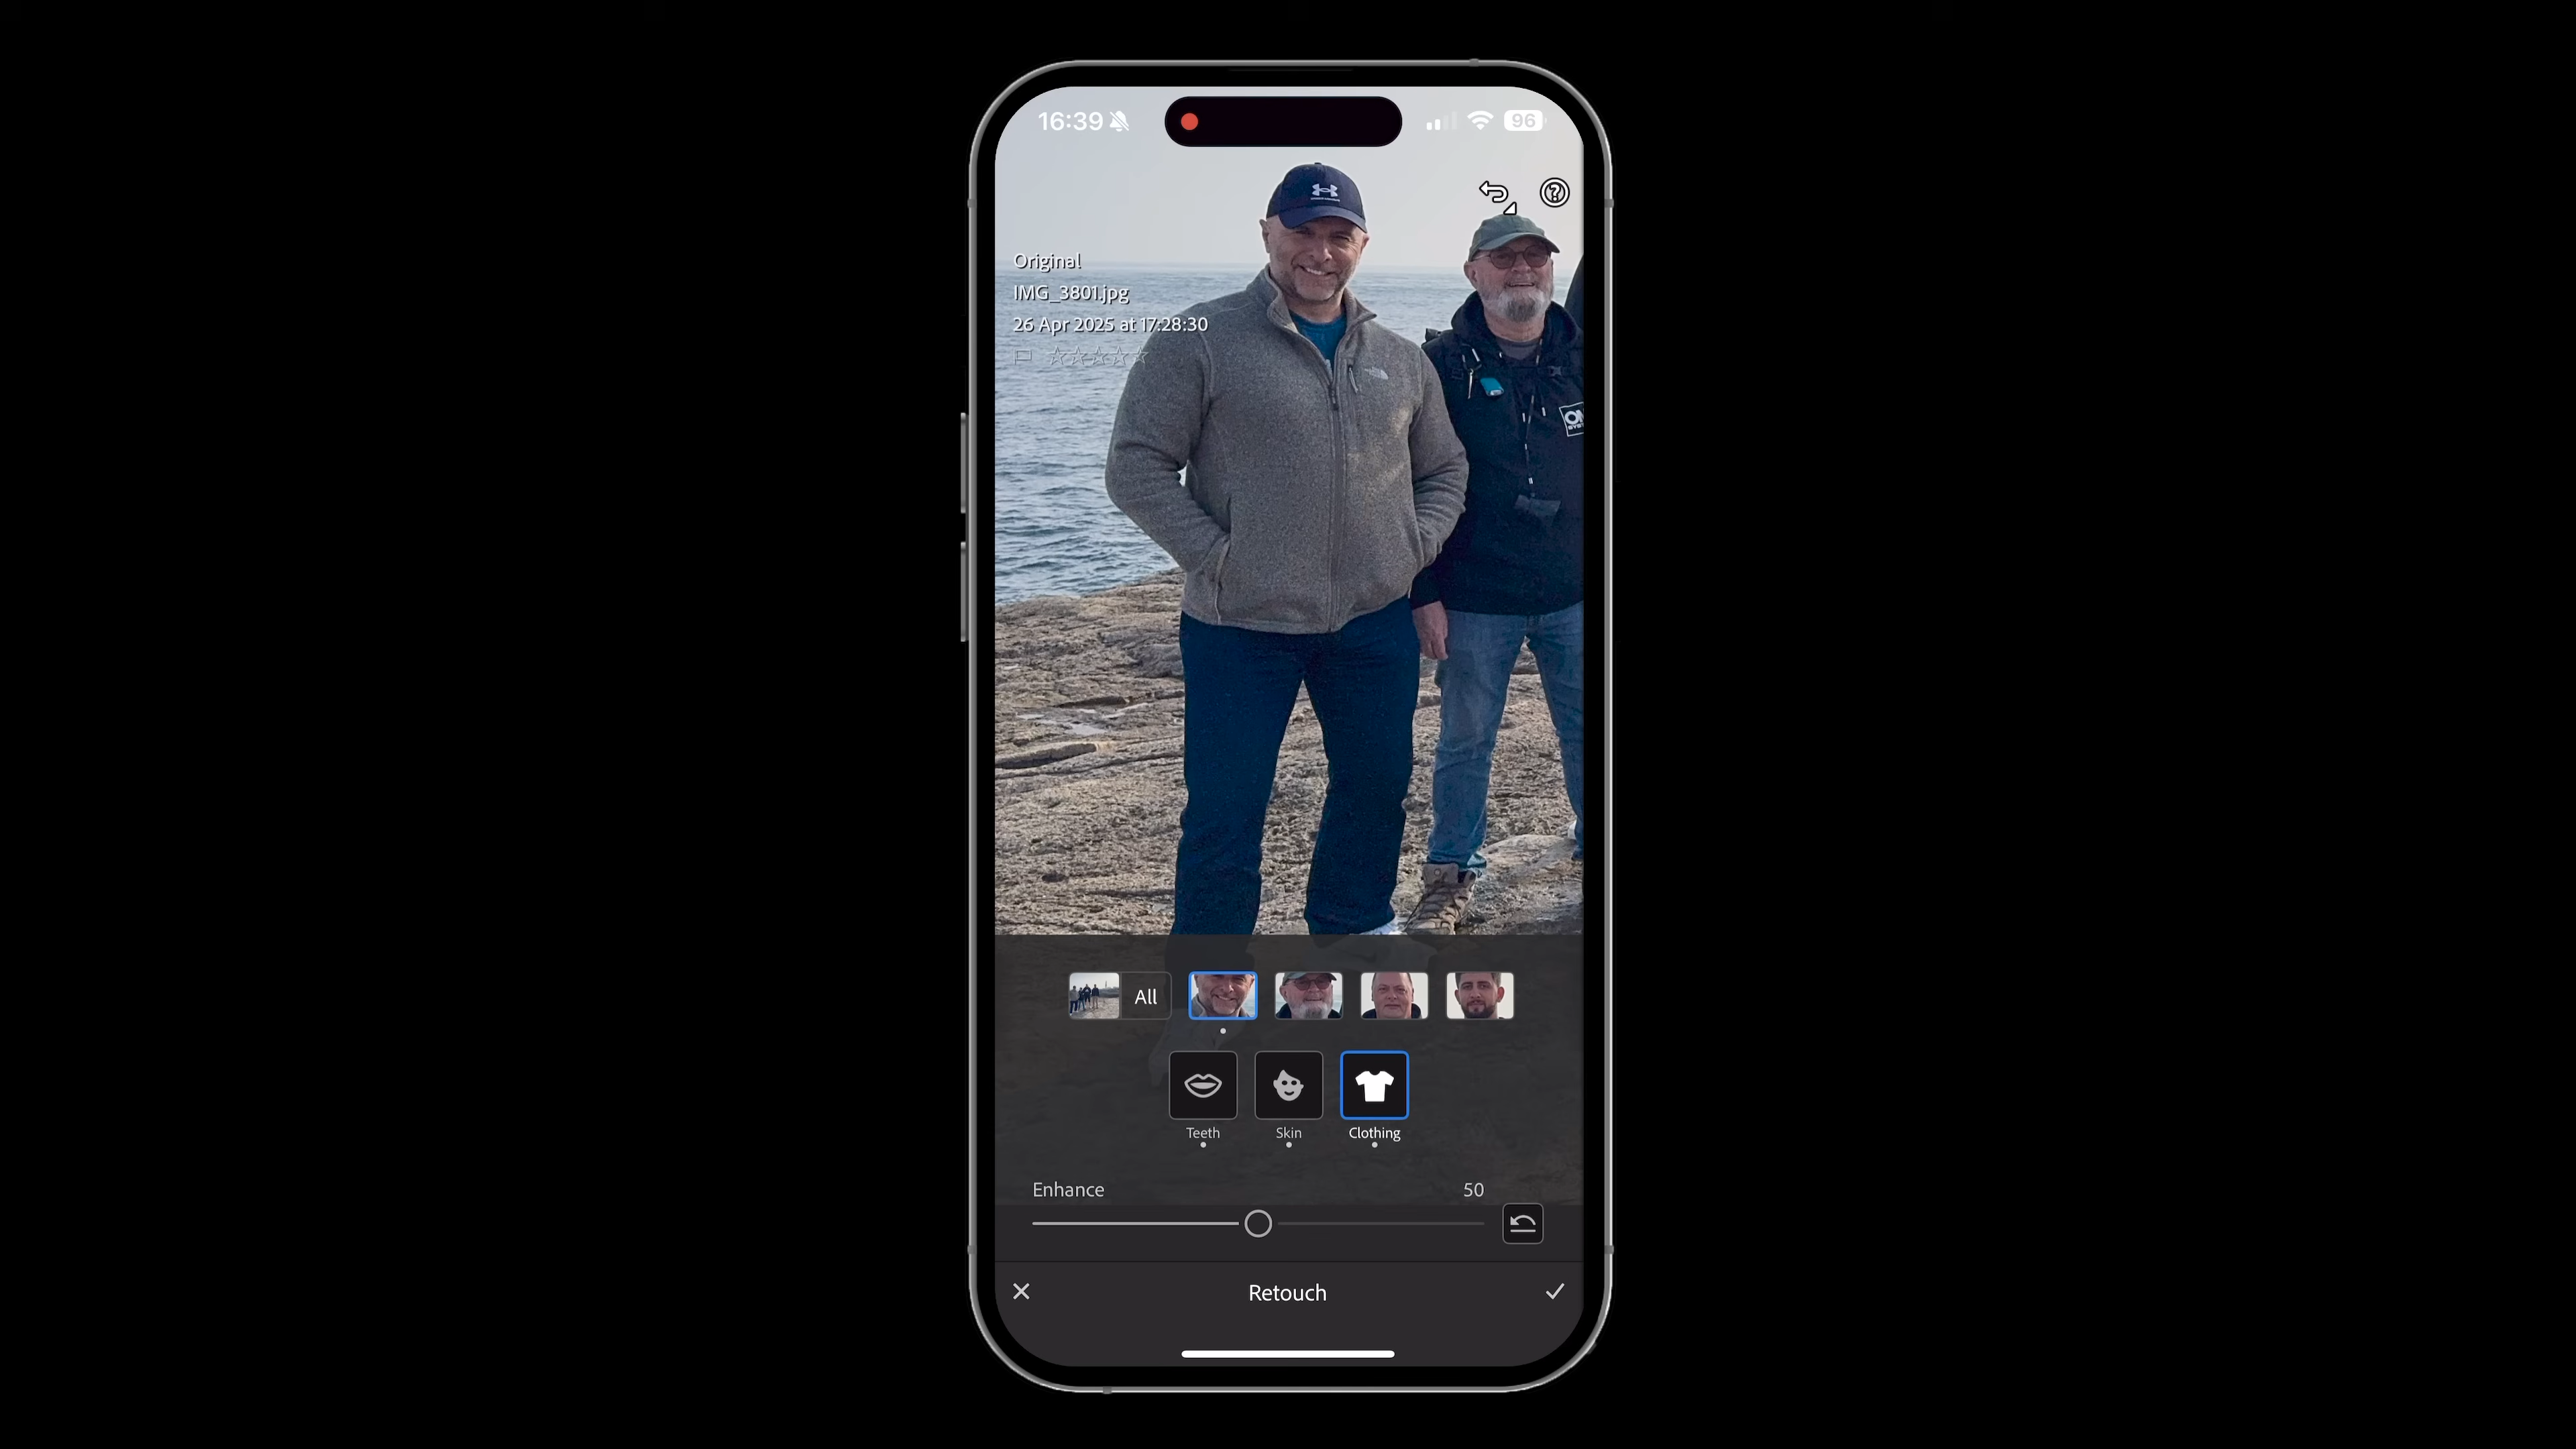 16:39
96
Original
IMG_3801.jpg
26 Apr 2025 at 17:28:30
All
Teeth
Skin
Clothing
Enhance
50
Retouch